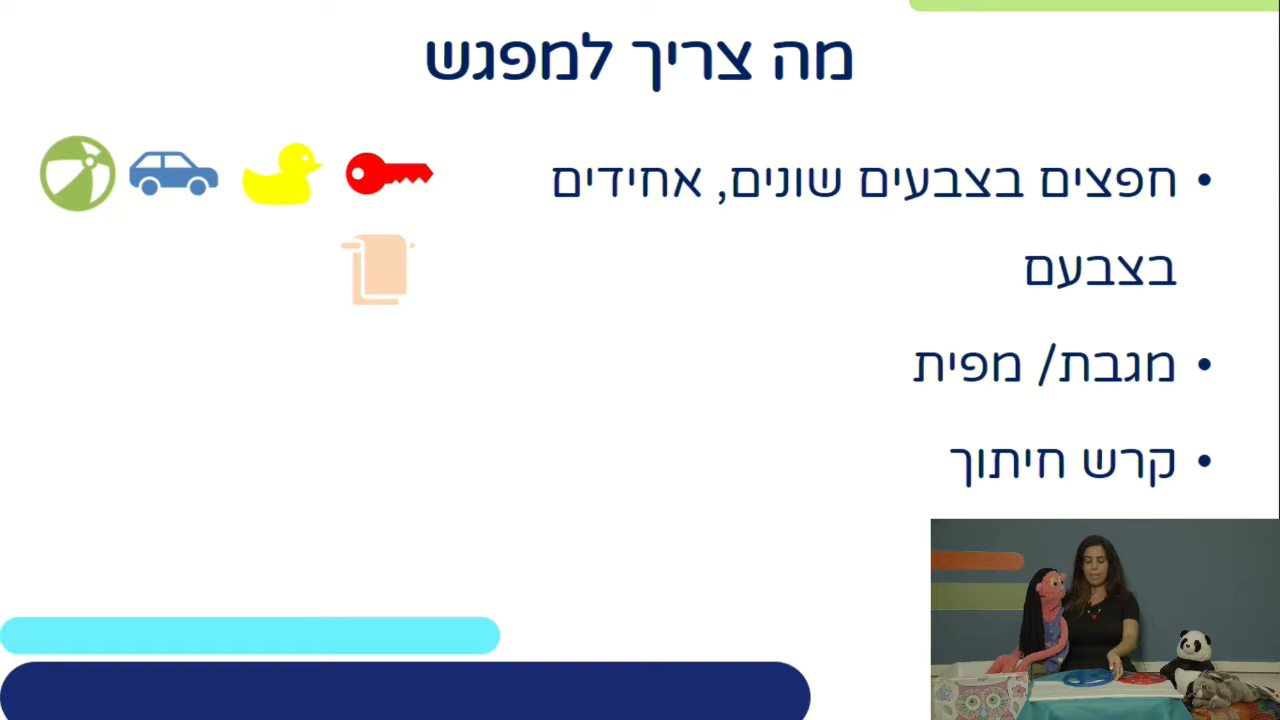 מה צריך למפגש
• חפצים בצבעים שונים, אחידים
בצבעם
• מגבת/ מפית
• קרש חיתוך